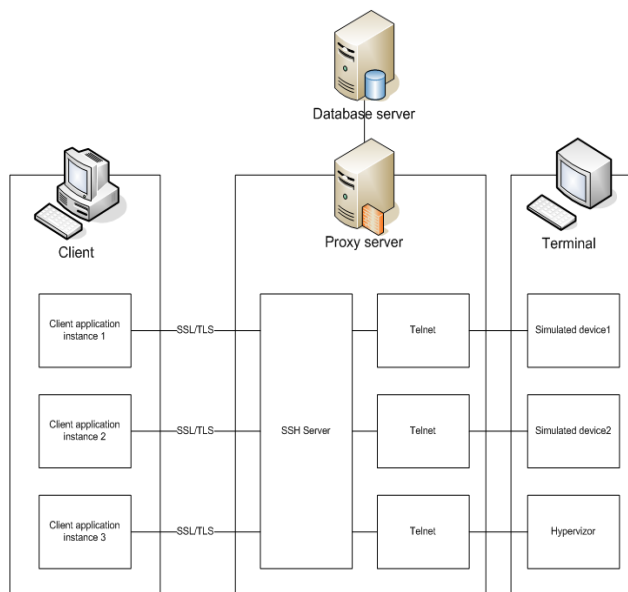 Database server
Client
Proxy server
Terminal
Client application
instance 1
SSL/TLS
Telnet
Simulated device1
Client application
instance 2
SSL/TLS
SSH Server
Telnet
Simulated device2
Client application
instance 3
SSL/TLS
Telnet
Hypervizor